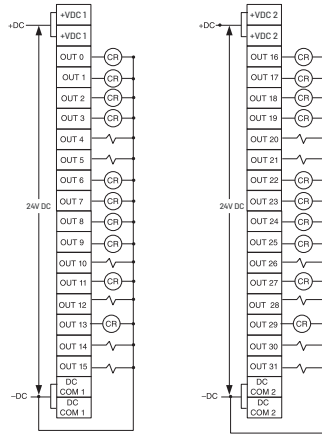 +VDC 1
+DC
+VDC 1
OUT 0 CR
OUT 1 CR
OUT 2 CR
OUT 3 CR
OUT 4
OUT 5
OUT 6 CR
OUT 7 CR
24V DC
OUT 8 CR
OUT 9 CR
OUT 10
OUT 11 CR
OUT 12
OUT 13 CR
OUT 14
OUT 15
DC
COM 1
–DC
DC
COM 1
+VDC 2
+DC
+VDC 2
OUT 16 CR
OUT 17 CR
OUT 18 CR
OUT 19 CR
OUT 20
OUT 21
OUT 22 CR
OUT 23 CR
24V DC
OUT 24 CR
OUT 25 CR
OUT 26
OUT 27 CR
OUT 28
OUT 29 CR
OUT 30
OUT 31
DC
COM 2
–DC
DC
COM 2